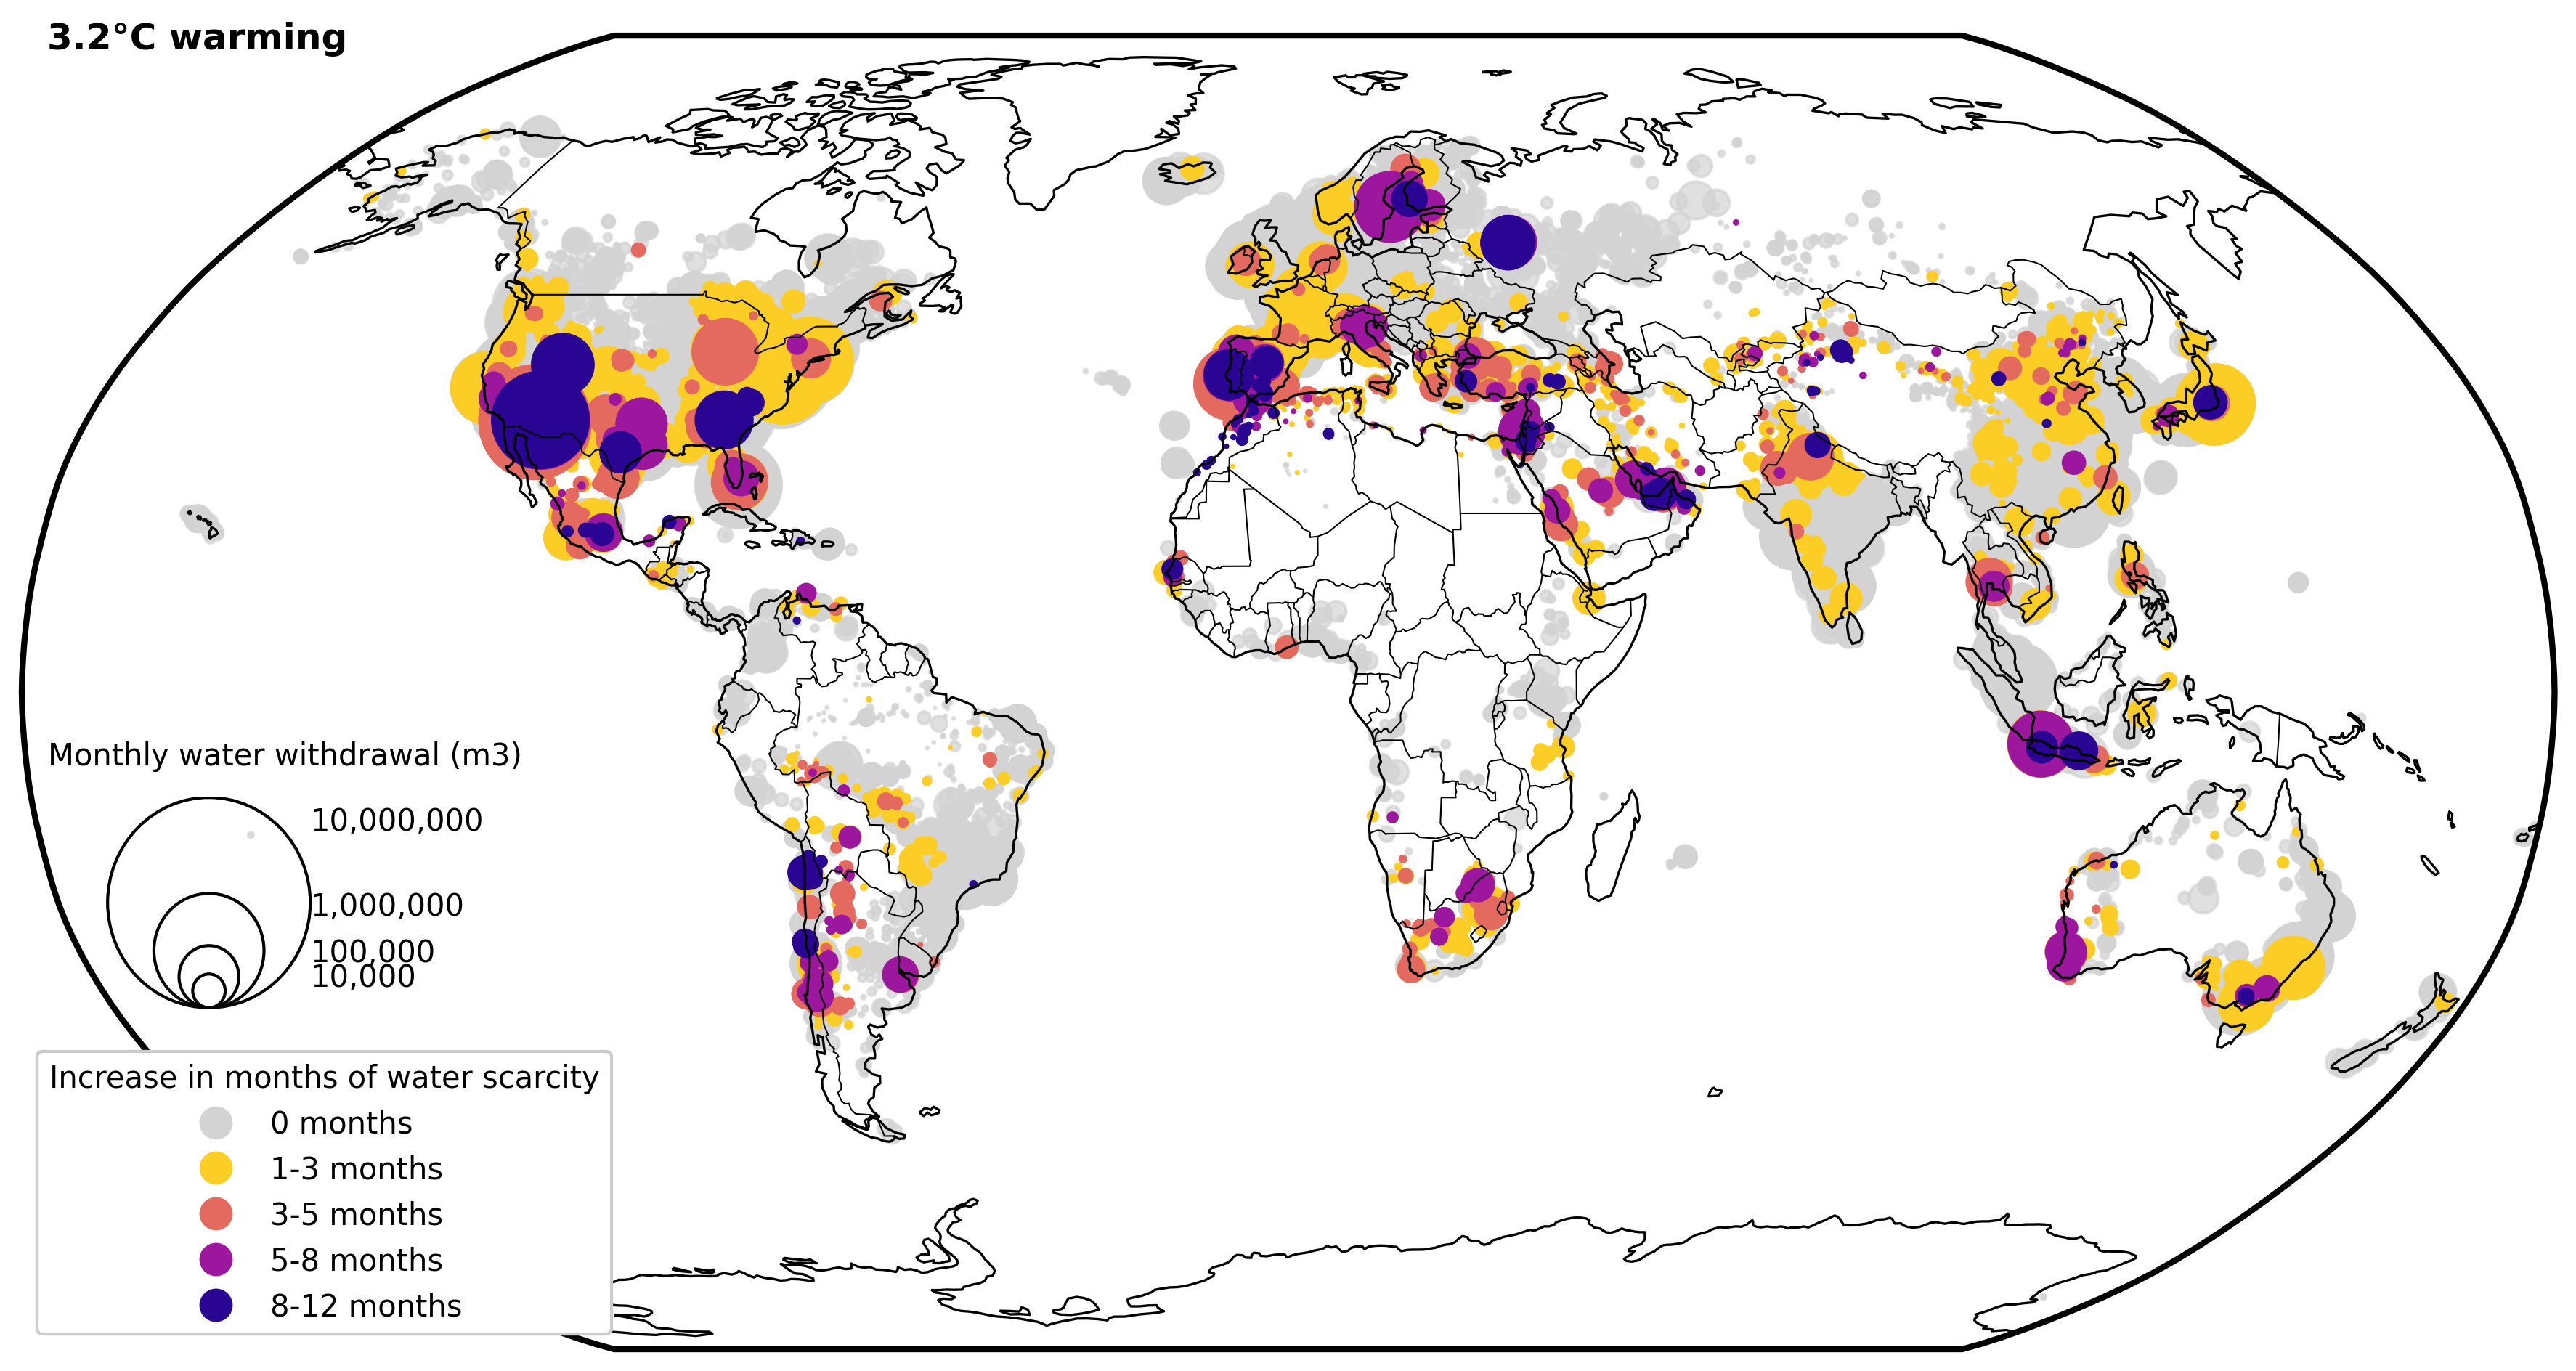 3.2°C warming
Monthly water withdrawal (m3)
10,000,000
1,000,000
100,000
10,000
Increase in months of water scarcity
0 months
1-3 months
3-5 months
5-8 months
8-12 months